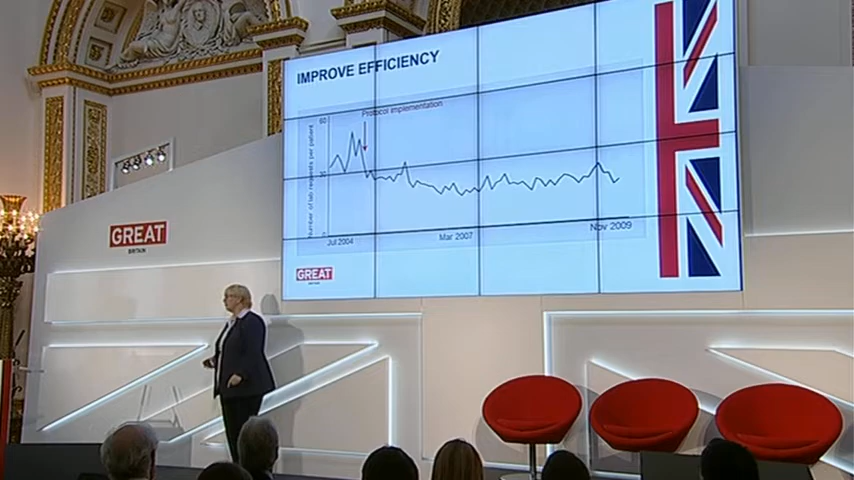 IMPROVE EFFICIENCY
Protocol implementation
Number of lab requests per patient
60
30
0
Jul 2004
Mar 2007
Nov 2009
GREAT
GREAT
BRITAIN